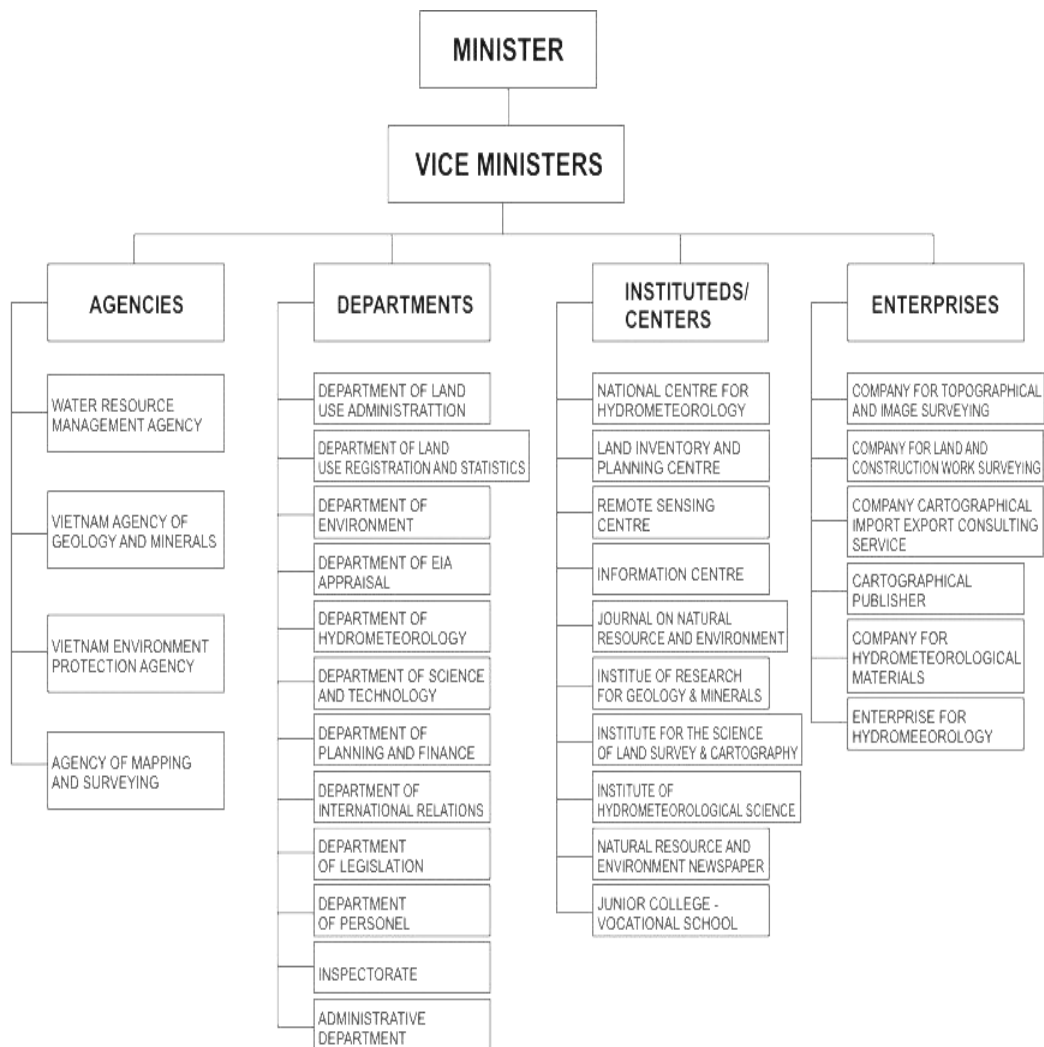 MINISTER
VICE MINISTERS
AGENCIES
WATER RESOURCE
MANAGEMENT AGENCY
VIETNAM AGENCY OF
GEOLOGY AND MINERALS
VIETNAM ENVIRONMENT
PROTECTION AGENCY
AGENCY OF MAPPING
AND SURVEYING
DEPARTMENTS
DEPARTMENT OF LAND
USE ADMINISTRATTION
DEPARTMENT OF LAND
USE REGISTRATION AND STATISTICS
DEPARTMENT OF
ENVIRONMENT
DEPARTMENT OF EIA
APPRAISAL
DEPARTMENT OF
HYDROMETEOROLOGY
DEPARTMENT OF SCIENCE
AND TECHNOLOGY
DEPARTMENT OF
PLANNING AND FINANCE
DEPARTMENT OF
INTERNATIONAL RELATIONS
DEPARTMENT
OF LEGISLATION
DEPARTMENT
OF PERSONEL
INSPECTORATE
ADMINISTRATIVE
DEPARTMENT
INSTITUTEDS/
CENTERS
NATIONAL CENTRE FOR
HYDROMETEOROLOGY
LAND INVENTORY AND
PLANNING CENTRE
REMOTE SENSING
CENTRE
INFORMATION CENTRE
JOURNAL ON NATURAL
RESOURCE AND ENVIRONMENT
INSTITUE OF RESEARCH
FOR GEOLOGY & MINERALS
INSTITUTE FOR THE SCIENCE
OF LAND SURVEY & CARTOGRAPHY
INSTITUTE OF
HYDROMETEOROLOGICAL SCIENCE
NATURAL RESOURCE AND
ENVIRONMENT NEWSPAPER
JUNIOR COLLEGE -
VOCATIONAL SCHOOL
ENTERPRISES
COMPANY FOR TOPOGRAPHICAL
AND IMAGE SURVEYING
COMPANY FOR LAND AND
CONSTRUCTION WORK SURVEYING
COMPANY CARTOGRAPHICAL
IMPORT EXPORT CONSULTING
SERVICE
CARTOGRAPHICAL
PUBLISHER
COMPANY FOR
HYDROMETEOROLOGICAL
MATERIALS
ENTERPRISE FOR
HYDROMEEOROLOGY